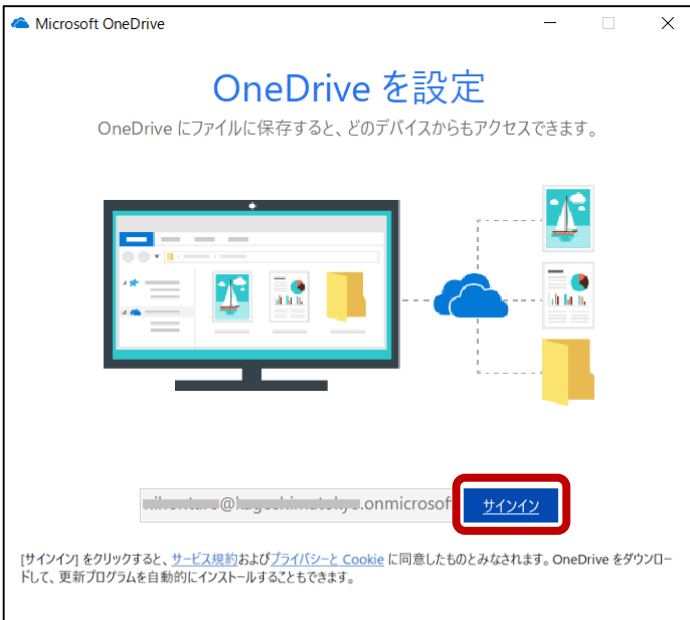 Microsoft OneDrive
OneDrive を設定
OneDrive にファイルに保存すると、どのデバイスからもアクセスできます。
@ .onmicrosof
サインイン
[サインイン] をクリックすると、サービス規約およびプライバシーと Cookie に同意したものとみなされます。OneDrive をダウンロー
ドして、更新プログラムを自動的にインストールすることもできます。